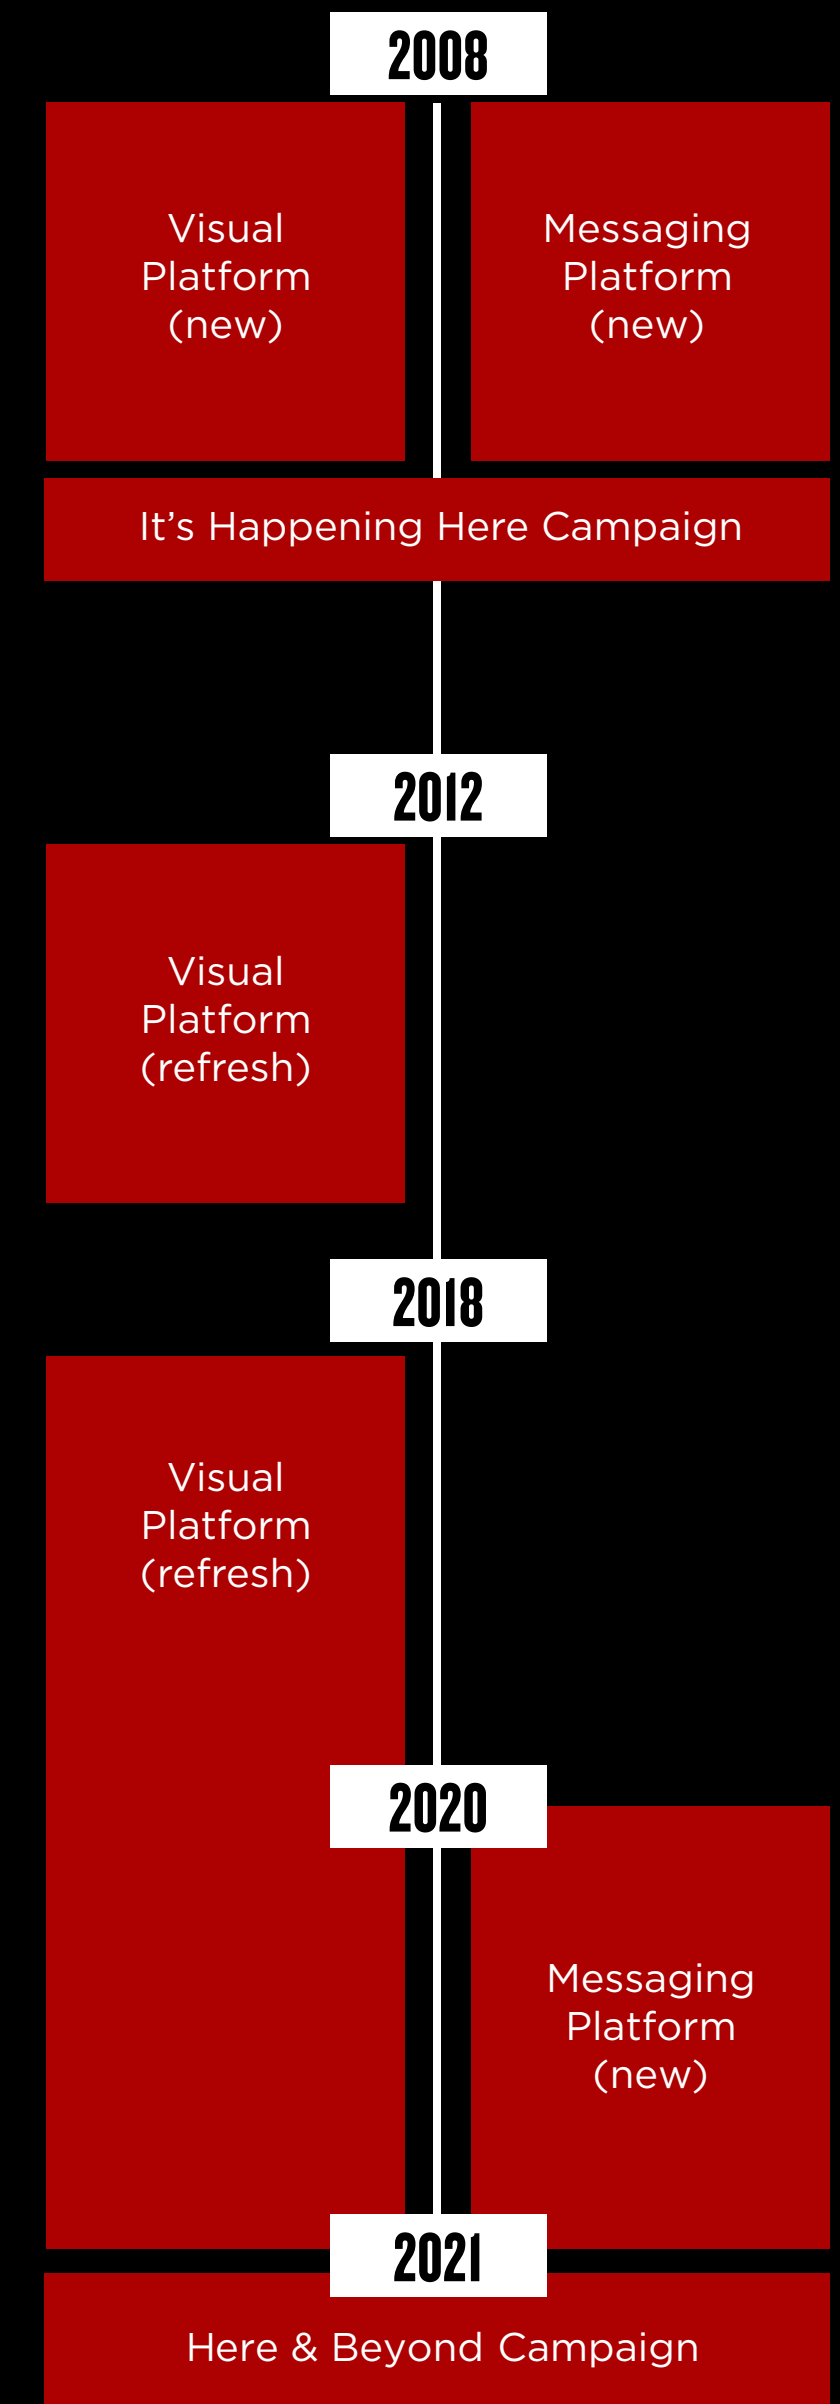 2008
Visual
Platform
(new)
Messaging
Platform
(new)
It’s Happening Here Campaign
2012
Visual
Platform
(refresh)
2018
Visual
Platform
(refresh)
2020
Messaging
Platform
(new)
2021
Here & Beyond Campaign